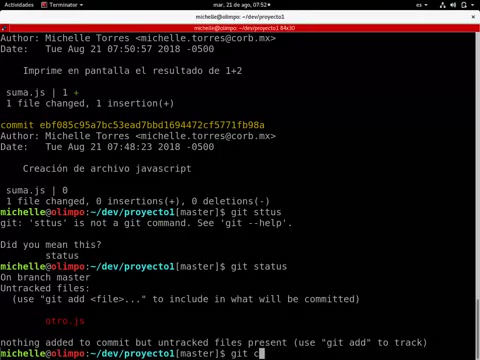 Actividades Terminator mar, 21 de ago, 07:52 es
michelle@olimpo: ~/dev/proyecto1
michelle@olimpo:~/dev/proyecto1 84x30
Author: Michelle Torres <michelle.torres@corb.mx>
Date:   Tue Aug 21 07:50:57 2018 -0500
Imprime en pantalla el resultado de 1+2
suma.js | 1 +
1 file changed, 1 insertion(+)
commit ebf085c95a7bc53ead7bbd1694472cf5771fb98a
Author: Michelle Torres <michelle.torres@corb.mx>
Date:   Tue Aug 21 07:48:23 2018 -0500
Creación de archivo javascript
suma.js | 0
1 file changed, 0 insertions(+), 0 deletions(-)
michelle@olimpo:~/dev/proyecto1[master]$ git sttus
git: 'sttus' is not a git command. See 'git --help'.
Did you mean this?
status
michelle@olimpo:~/dev/proyecto1[master]$ git status
On branch master
Untracked files:
(use "git add <file>..." to include in what will be committed)
otro.js
nothing added to commit but untracked files present (use "git add" to track)
michelle@olimpo:~/dev/proyecto1[master]$ git c